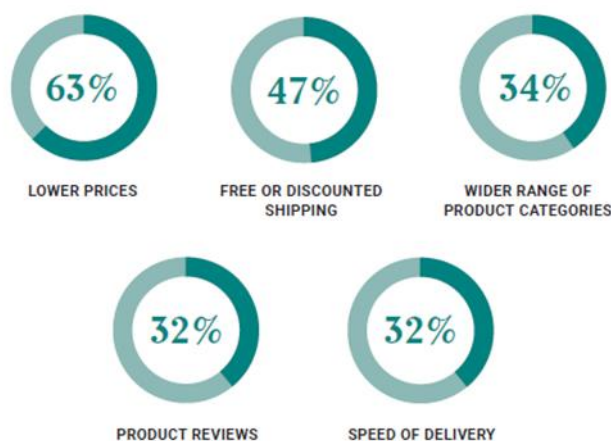 63%
47%
34%
LOWER PRICES
FREE OR DISCOUNTED
SHIPPING
WIDER RANGE OF
PRODUCT CATEGORIES
32%
32%
PRODUCT REVIEWS
SPEED OF DELIVERY